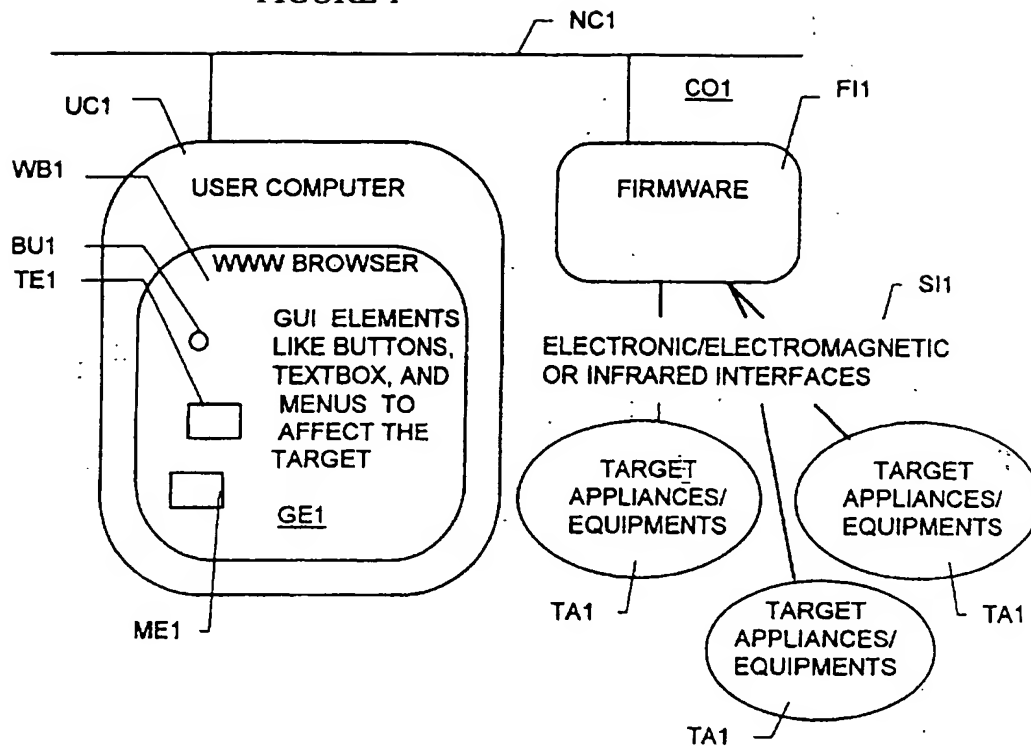 NC1
CO1
FI1
UC1
WB1
USER COMPUTER
FIRMWARE
BU1
TE1
WWW BROWSER
SI1
GUI ELEMENTS
LIKE BUTTONS,
TEXTBOX, AND
MENUS TO
AFFECT THE
TARGET
ELECTRONIC/ELECTROMAGNETIC
OR INFRARED INTERFACES
GE1
TARGET
APPLIANCES/
EQUIPMENTS
TARGET
APPLIANCES/
EQUIPMENTS
ME1
TA1
TARGET
APPLIANCES/
EQUIPMENTS
TA1
TA1